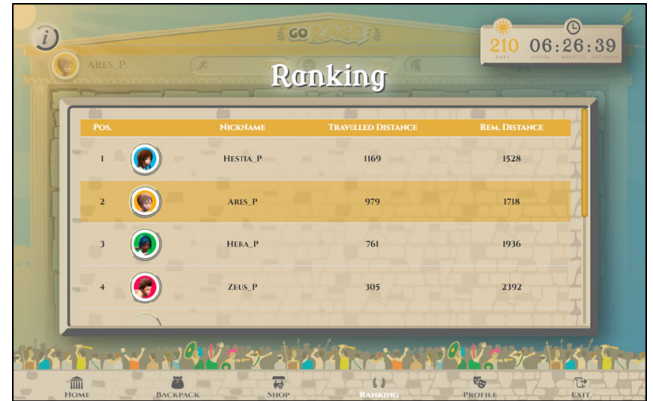 i
GO RACE!
210 06:26:39
DAYS HOURS MINUTES SECONDS
ARES_P
Ranking
POS. NICKNAME TRAVELLED DISTANCE REM. DISTANCE
1 HESTIA_P 1169 1528
2 ARES_P 979 1718
3 HERA_P 761 1936
4 ZEUS_P 305 2392
HOME BACKPACK SHOP RANKING PROFILE EXIT